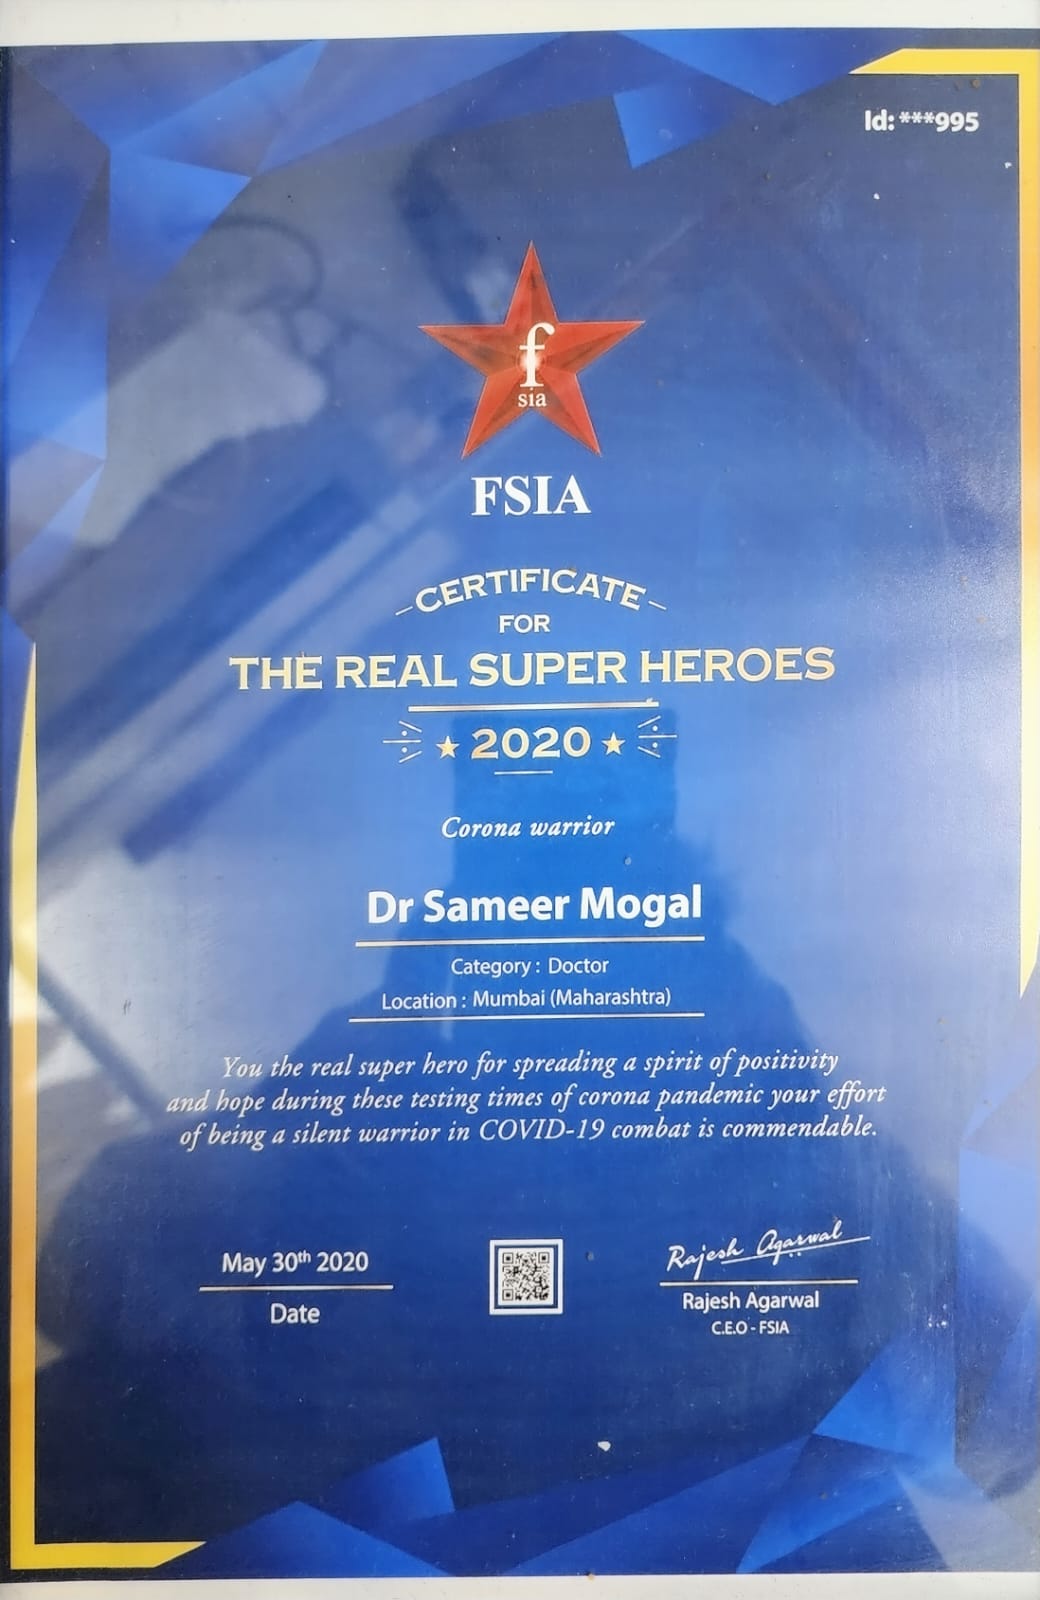 Id: ***995
f
sia
FSIA
CERTIFICATE
FOR
THE REAL SUPER HEROES
2020
Corona warrior
Dr Sameer Mogal
Category : Doctor
Location : Mumbai (Maharashtra)
You the real super hero for spreading a spirit of positivity
and hope during these testing times of corona pandemic your effort
of being a silent warrior in COVID-19 combat is commendable.
May 30th 2020
Date
Rajesh Agarwal
Rajesh Agarwal
C.E.O - FSIA